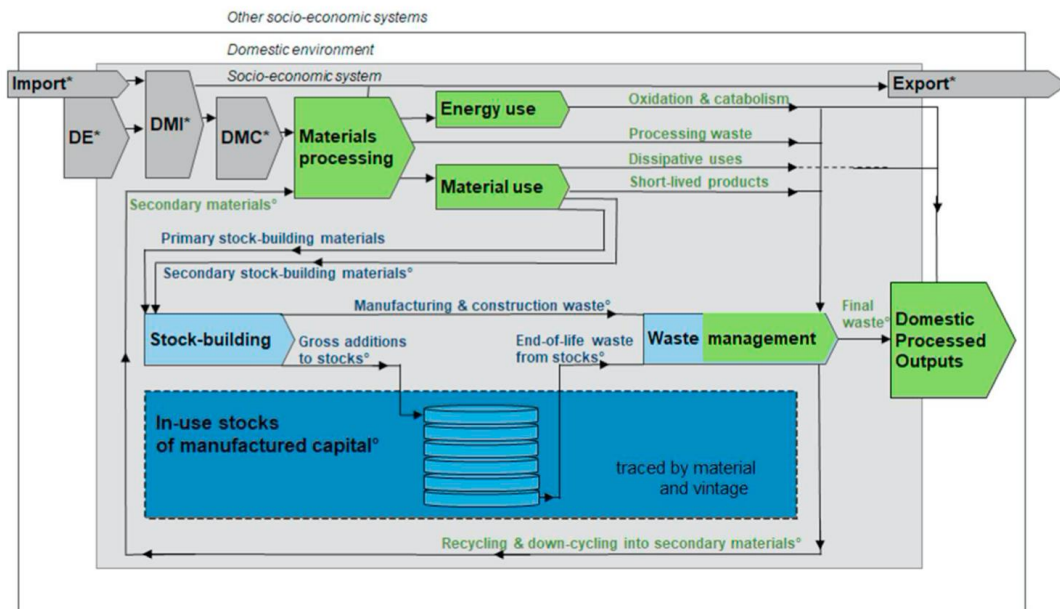 Other socio-economic systems
Domestic environment
Socio-economic system
Import*
Export*
DE*
DMI*
DMC*
Materials
processing
Energy use
Oxidation & catabolism
Processing waste
Dissipative uses
Material use
Short-lived products
Secondary materials°
Primary stock-building materials
Secondary stock-building materials°
Manufacturing & construction waste°
Stock-building
Gross additions
to stocks°
End-of-life waste
from stocks°
Waste management
Final
waste°
Domestic
Processed
Outputs
In-use stocks
of manufactured capital°
traced by material
and vintage
Recycling & down-cycling into secondary materials°